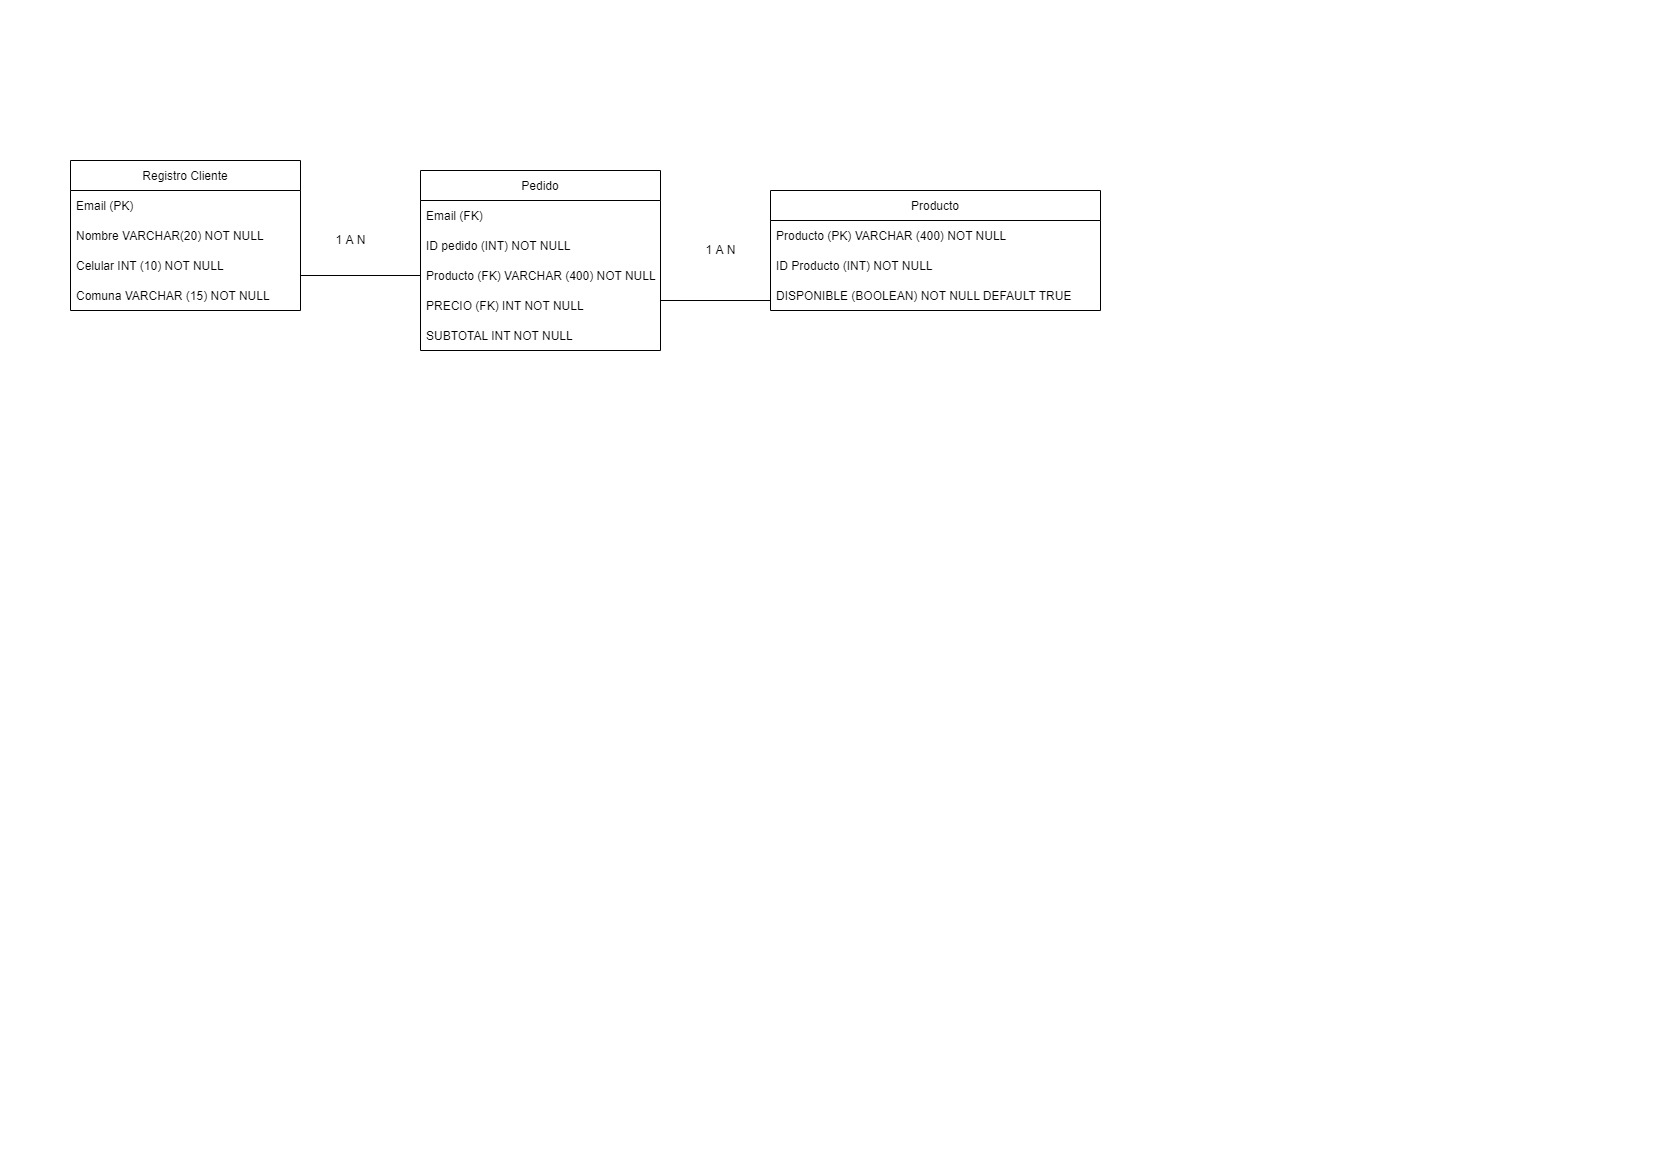 Registro Cliente
Email (PK)
Nombre VARCHAR(20) NOT NULL
Celular INT (10) NOT NULL
Comuna VARCHAR (15) NOT NULL
1 A N
Pedido
Email (FK)
ID pedido (INT) NOT NULL
Producto (FK) VARCHAR (400) NOT NULL
PRECIO (FK) INT NOT NULL
SUBTOTAL INT NOT NULL
1 A N
Producto
Producto (PK) VARCHAR (400) NOT NULL
ID Producto (INT) NOT NULL
DISPONIBLE (BOOLEAN) NOT NULL DEFAULT TRUE